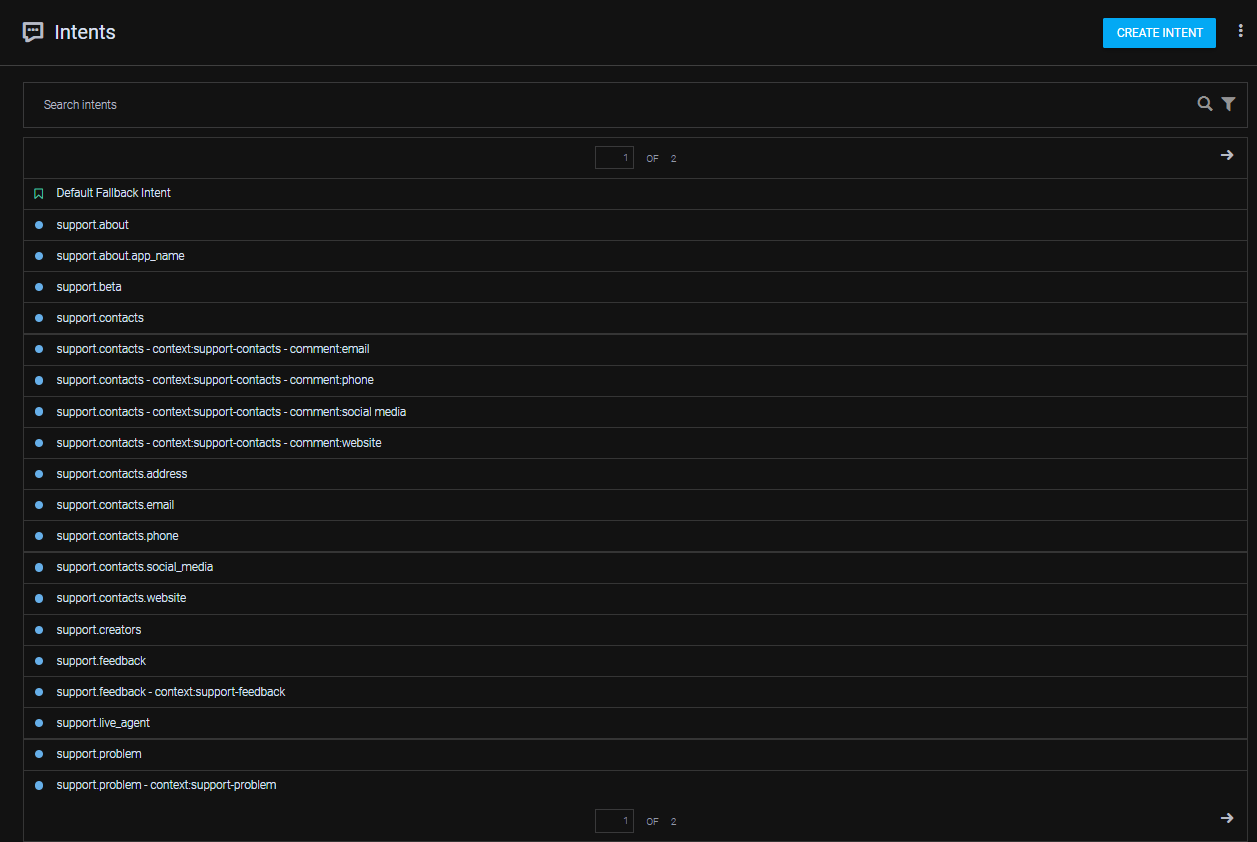 Intents
CREATE INTENT
Search intents
1 OF 2
Default Fallback Intent
support.about
support.about.app_name
support.beta
support.contacts
support.contacts - context:support-contacts - comment:email
support.contacts - context:support-contacts - comment:phone
support.contacts - context:support-contacts - comment:social media
support.contacts - context:support-contacts - comment:website
support.contacts.address
support.contacts.email
support.contacts.phone
support.contacts.social_media
support.contacts.website
support.creators
support.feedback
support.feedback - context:support-feedback
support.live_agent
support.problem
support.problem - context:support-problem
1 OF 2